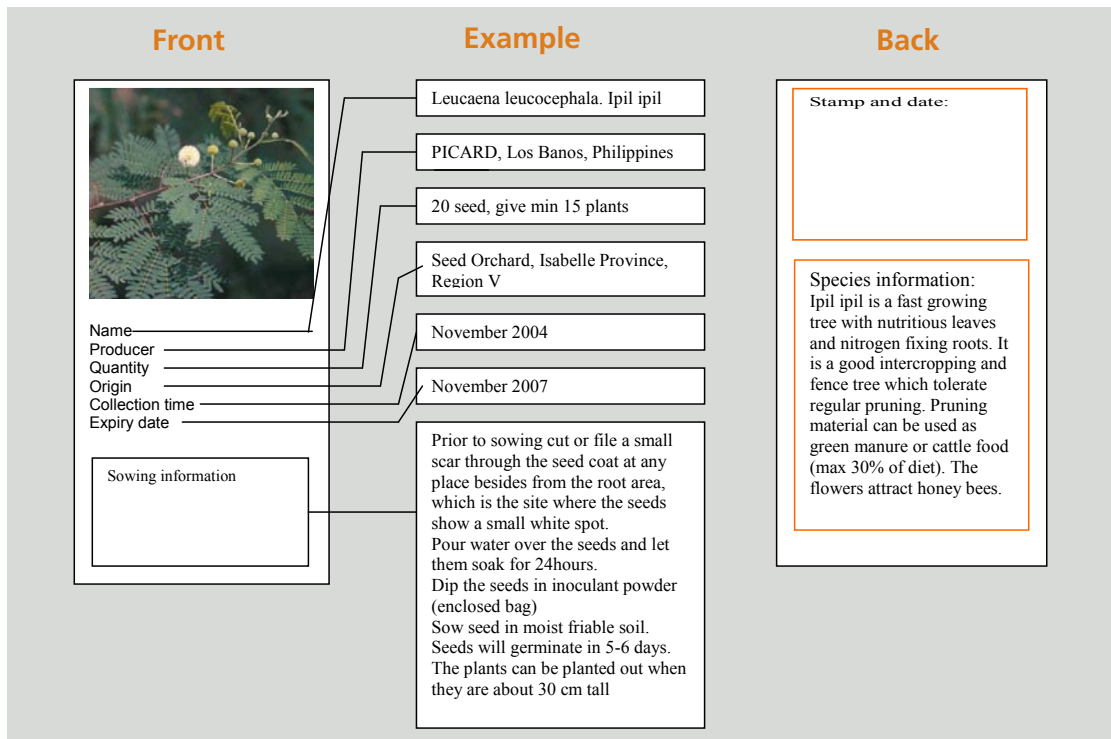 Front
Example
Back
Name
Producer
Quantity
Origin
Collection time
Expiry date
Sowing information
Leucaena leucocephala. Ipil ipil
PICARD, Los Banos, Philippines
20 seed, give min 15 plants
Seed Orchard, Isabelle Province,
Region V
November 2004
November 2007
Prior to sowing cut or file a small
scar through the seed coat at any
place besides from the root area,
which is the site where the seeds
show a small white spot.
Pour water over the seeds and let
them soak for 24hours.
Dip the seeds in inoculant powder
(enclosed bag)
Sow seed in moist friable soil.
Seeds will germinate in 5-6 days.
The plants can be planted out when
they are about 30 cm tall
Stamp and date:
Species information:
Ipil ipil is a fast growing
tree with nutritious leaves
and nitrogen fixing roots. It
is a good intercropping and
fence tree which tolerate
regular pruning. Pruning
material can be used as
green manure or cattle food
(max 30% of diet). The
flowers attract honey bees.